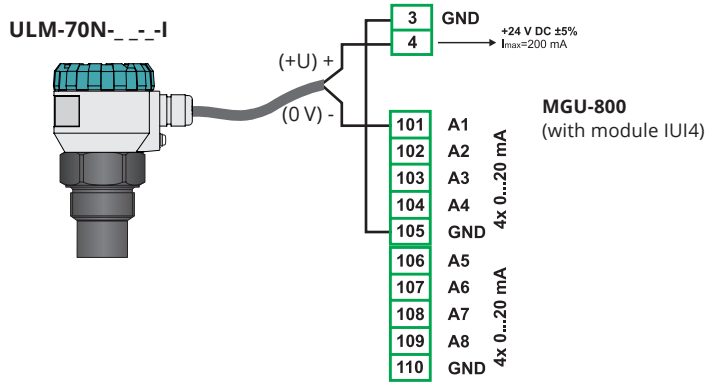 ULM-70N-_ _-_-I
3 GND
4
+24 V DC ±5%
Imax=200 mA
(+U) +
(0 V) -
MGU-800
(with module IUI4)
101 A1
102 A2
103 A3
104 A4
105 GND
4x 0...20 mA
106 A5
107 A6
108 A7
109 A8
110 GND
4x 0...20 mA